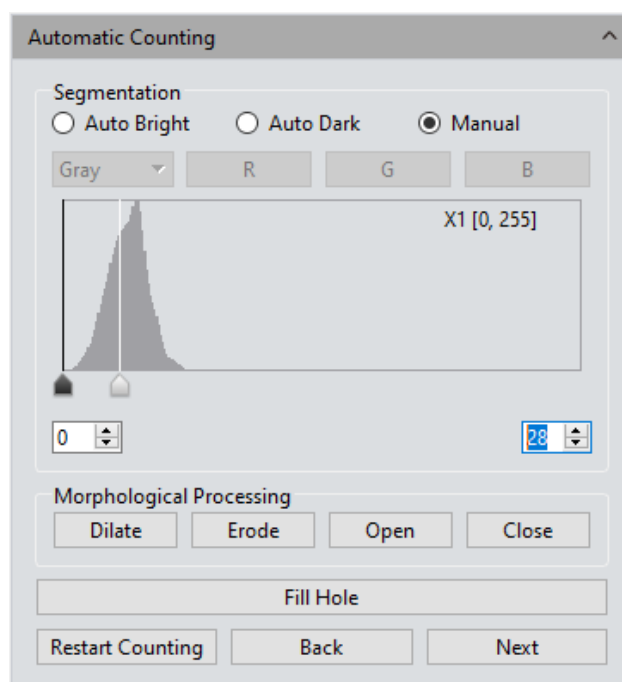 Automatic Counting
Segmentation
Auto Bright Auto Dark Manual
Gray R G B
X1 [0, 255]
0 28
Morphological Processing
Dilate Erode Open Close
Fill Hole
Restart Counting Back Next